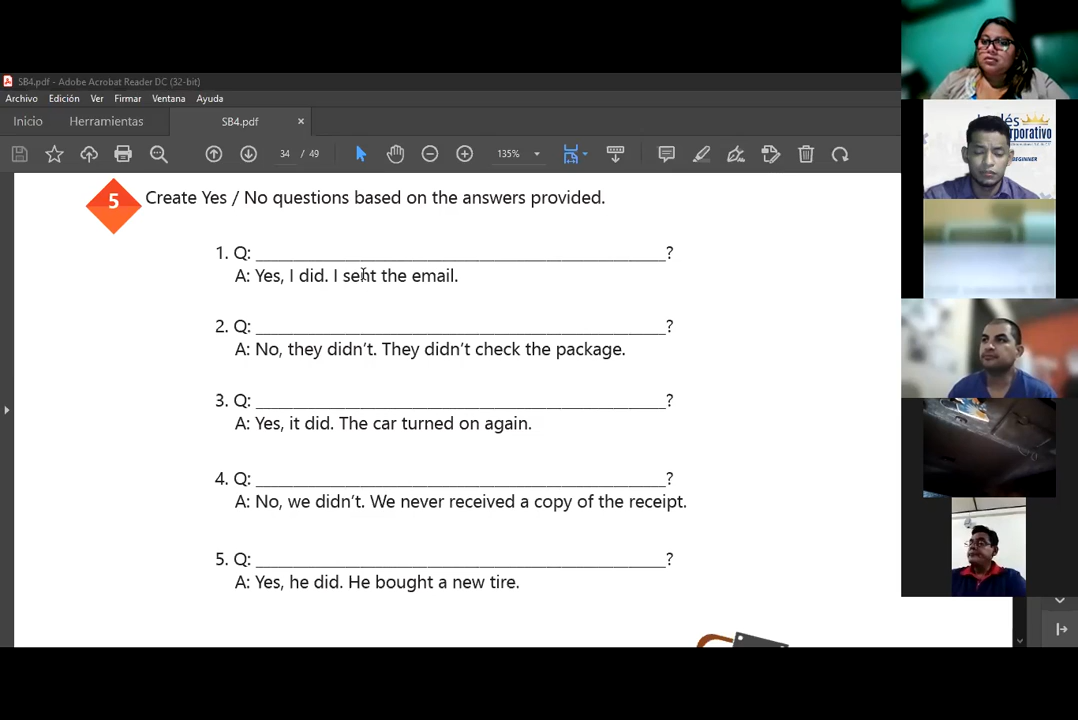 SB4.pdf - Adobe Acrobat Reader DC (32-bit)
Archivo Edición Ver Firmar Ventana Ayuda
Inicio Herramientas SB4.pdf ×
34 / 49 135%
5 Create Yes / No questions based on the answers provided.
1. Q: ?
A: Yes, I did. I sent the email.
2. Q: ?
A: No, they didn't. They didn't check the package.
3. Q: ?
A: Yes, it did. The car turned on again.
4. Q: ?
A: No, we didn't. We never received a copy of the receipt.
5. Q: ?
A: Yes, he did. He bought a new tire.
BEGINNER